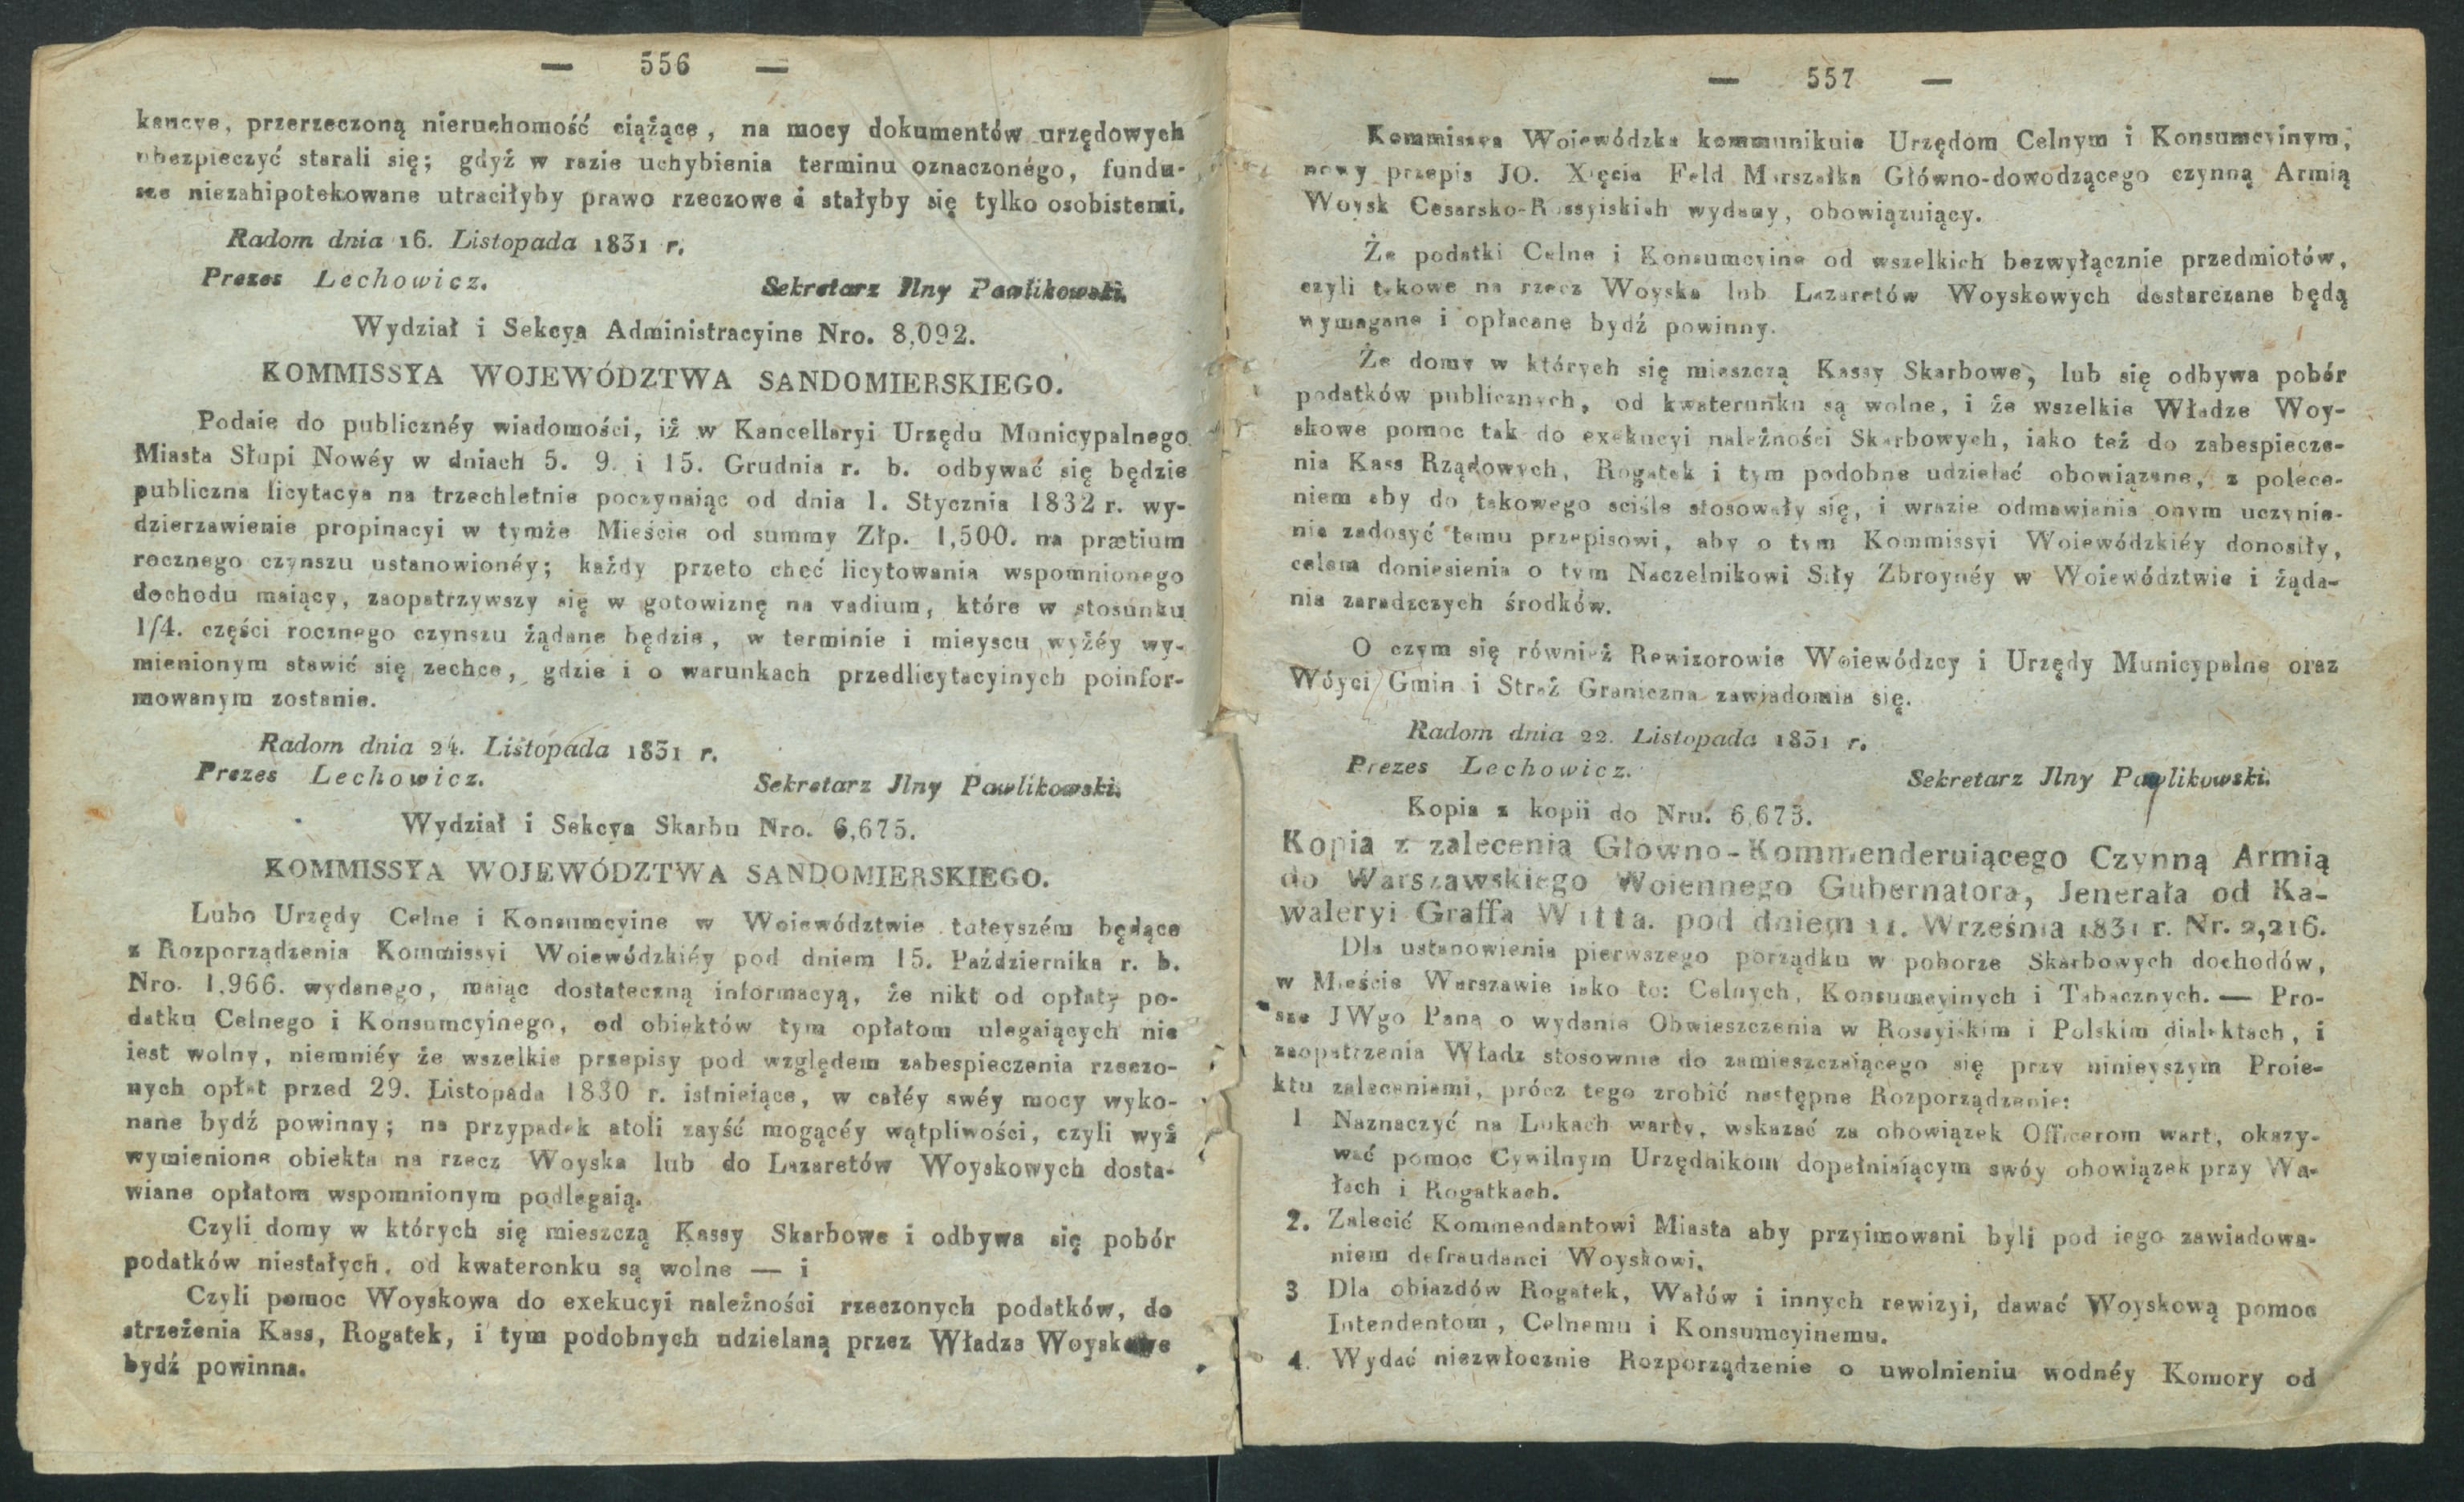 — 556 —
kaucye, przerzeczoną nieruchomość ciążące, na mocy dokumentów urzędowych
ubezpieczyć starali się; gdyż w razie uchybienia terminu oznaczonégo, fundu-
sze niezahipotekowane utraciłyby prawo rzeczowe i stałyby się tylko osobistemi.
Radom dnia 16. Listopada 1831 r.
Prezes Lechowicz.
Sekretarz Jlny Pawlikowski.
Wydział i Sekcya Administracyine Nro. 8,092.
KOMMISSYA WOJEWÓDZTWA SANDOMIERSKIEGO.
Podaie do publicznéy wiadomości, iż w Kancellaryi Urzędu Municypalnego
Miasta Słupi Nowéy w dniach 5. 9. i 15. Grudnia r. b. odbywać się będzie
publiczna licytacya na trzechletnie poczynaiąc od dnia 1. Stycznia 1832 r. wy-
dzierzawienie propinacyi w tymże Mieście od summy Złp. 1,500. na prætium
rocznego czynszu ustanowionéy; każdy przeto chęć licytowania wspomnionego
dochodu maiący, zaopatrzywszy się w gotowiznę na vadium, które w stosunku
1/4. części rocznego czynszu żądane będzie, w terminie i mieyscu wyżéy wy-
mienionym stawić się zechce, gdzie i o warunkach przedlicytacyinych poinfor-
mowanym zostanie.
Radom dnia 24. Listopada 1831 r.
Prezes Lechowicz.
Sekretarz Jlny Pawlikowski.
Wydział i Sekcya Skarbu Nro. 6,675.
KOMMISSYA WOJEWÓDZTWA SANDOMIERSKIEGO.
Lubo Urzędy Celne i Konsumcyine w Woiewództwie tuteyszém będące
z Rozporządzenia Kommissyi Woiewódzkiéy pod dniem 15. Października r. b.
Nro. 1.966. wydanego, maiąc dostateczną informacyą, że nikt od opłaty po-
datku Celnego i Konsumcyinego, od obiektów tym opłatom ulegaiących nie
iest wolny, niemniéy że wszelkie przepisy pod względem zabespieczenia rzeczo-
nych opłat przed 29. Listopada 1830 r. istnieiące, w całéy swéy mocy wyko-
nane bydź powinny; na przypadek atoli zayść mogącéy wątpliwości, czyli wyż
wymienione obiekta na rzecz Woyska lub do Lazaretów Woyskowych dosta-
wiane opłatom wspomnionym podlegaią.
Czyli domy w których się mieszczą Kassy Skarbowe i odbywa się pobór
podatków niestałych, od kwateronku są wolne — i
Czyli pomoc Woyskowa do exekucyi należności rzeczonych podatków, do
strzeżenia Kass, Rogatek, i tym podobnych udzielaną przez Władze Woyskowe
bydź powinna.
— 557 —
Kommissya Woiewódzka kommunikuie Urzędom Celnym i Konsumcyinym,
nowy przepis JO. Xięcia Feld Marszałka Główno-dowodzącego czynną Armią
Woysk Cesarsko-Rossyiskich wydany, obowiązuiący.
Że podatki Celne i Konsumcyine od wszelkich bezwyłącznie przedmiotów,
czyli takowe na rzecz Woyska lub Lazaretów Woyskowych dostarczane będą
wymagane i opłacane bydź powinny.
Że domy w których się mieszczą Kassy Skarbowe, lub się odbywa pobór
podatków publicznych, od kwaterunku są wolne, i że wszelkie Władze Woy-
skowe pomoc tak do exekucyi należności Skarbowych, iako też do zabespiecze-
nia Kass Rządowych, Rogatek i tym podobne udzielać obowiązane, z polece-
niem aby do takowego sciśle stosowały się, i wrazie odmawiania onym uczynie-
nie zadosyć temu przepisowi, aby o tym Kommissyi Woiewódzkiéy donosiły,
celem doniesienia o tym Naczelnikowi Siły Zbroynéy w Woiewództwie i żąda-
nia zaradzczych środków.
O czym się również Rewizorowie Woiewódzcy i Urzędy Municypalne oraz
Wóyci Gmin i Straż Graniczna zawiadomia się.
Radom dnia 22. Listopada 1831 r.
Prezes Lechowicz.
Sekretarz Jlny Pawlikowski.
Kopia z kopii do Nru. 6,673.
Kopia z zalecenia Głowno-Kommenderuiącego Czynną Armią
do Warszawskiego Woiennego Gubernatora, Jenerała od Ka-
waleryi Graffa Witta. pod dniem 11. Września 1831 r. Nr. 2,216.
Dla ustanowienia pierwszego porządku w poborze Skarbowych dochodów,
w Mieście Warszawie iako to: Celnych, Konsumcyinych i Tabacznych. — Pro-
sze JWgo Pana o wydanie Obwieszczenia w Rossyiskim i Polskim dialektach, i
zaopatrzenia Władz stosownie do zamieszczaiącego się przy ninieyszym Proie-
ktu zaleceniami, prócz tego zrobić następne Rozporządzenie:
1 Naznaczyć na Lukach warty, wskazać za obowiązek Officerom wart, okazy-
wać pomoc Cywilnym Urzędnikom dopełniaiącym swóy obowiązek przy Wa-
łach i Rogatkach.
2. Zalecić Kommendantowi Miasta aby przyimowani byli pod iego zawiadowa-
niem defraudanci Woyskowi.
3 Dla obiazdów Rogatek, Wałów i innych rewizyi, dawać Woyskową pomoc
Intendentom, Celnemu i Konsumcyinemu.
4. Wydać niezwłocznie Rozporządzenie o uwolnieniu wodnéy Komory od